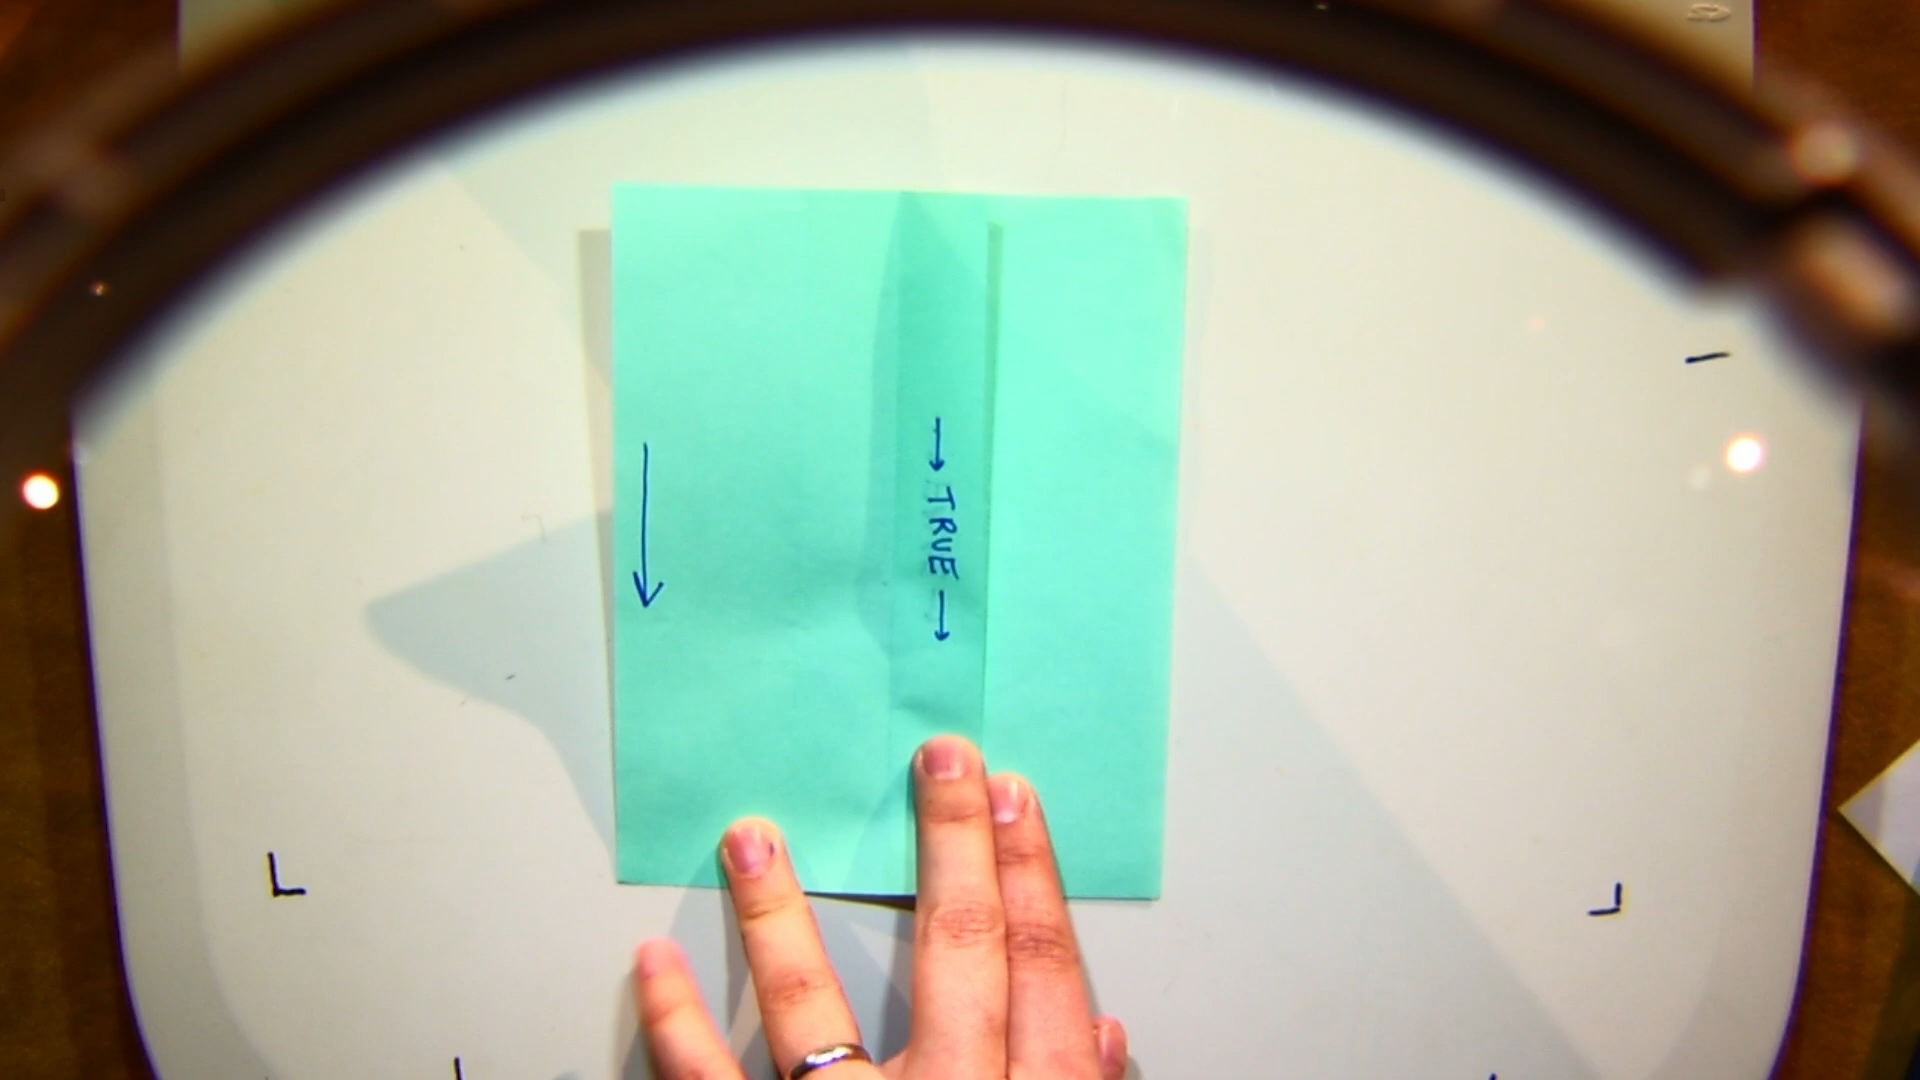 → TRUE →